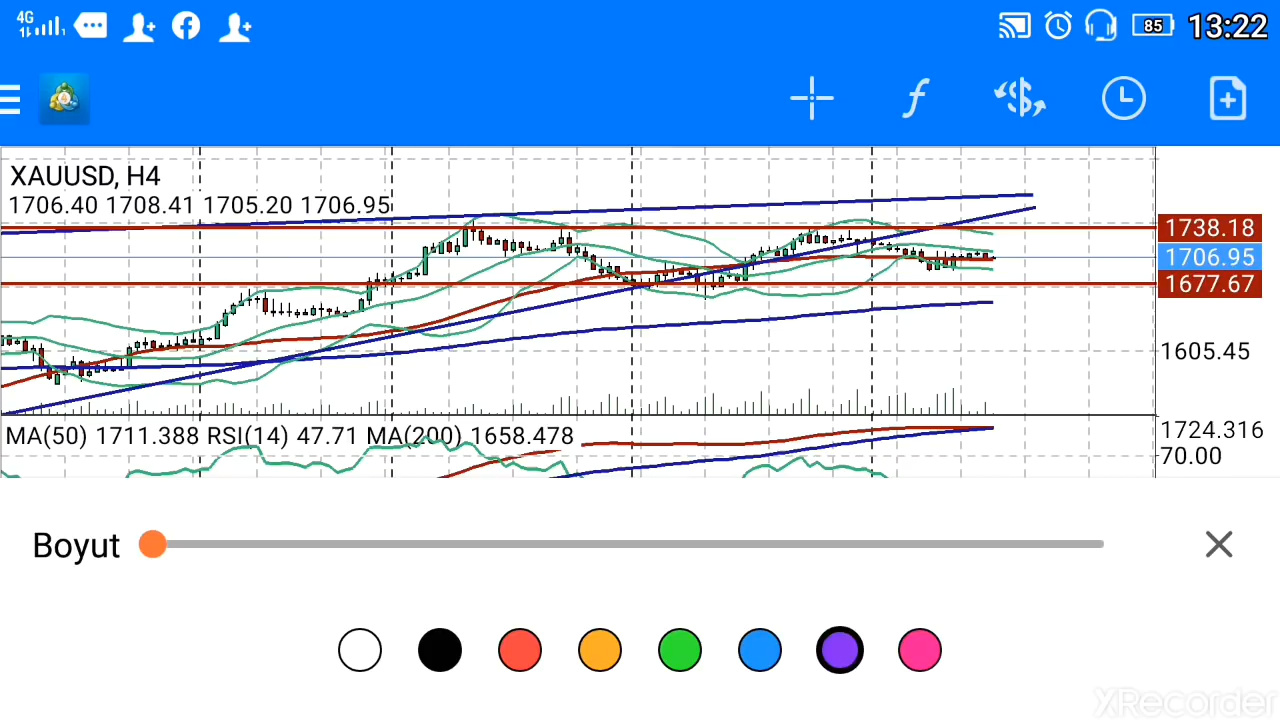 4G 85 13:22
f $
XAUUSD, H4
1706.40 1708.41 1705.20 1706.95
1738.18
1706.95
1677.67
1605.45
MA(50) 1711.388 RSI(14) 47.71 MA(200) 1658.478
1724.316
70.00
Boyut
XRecorder